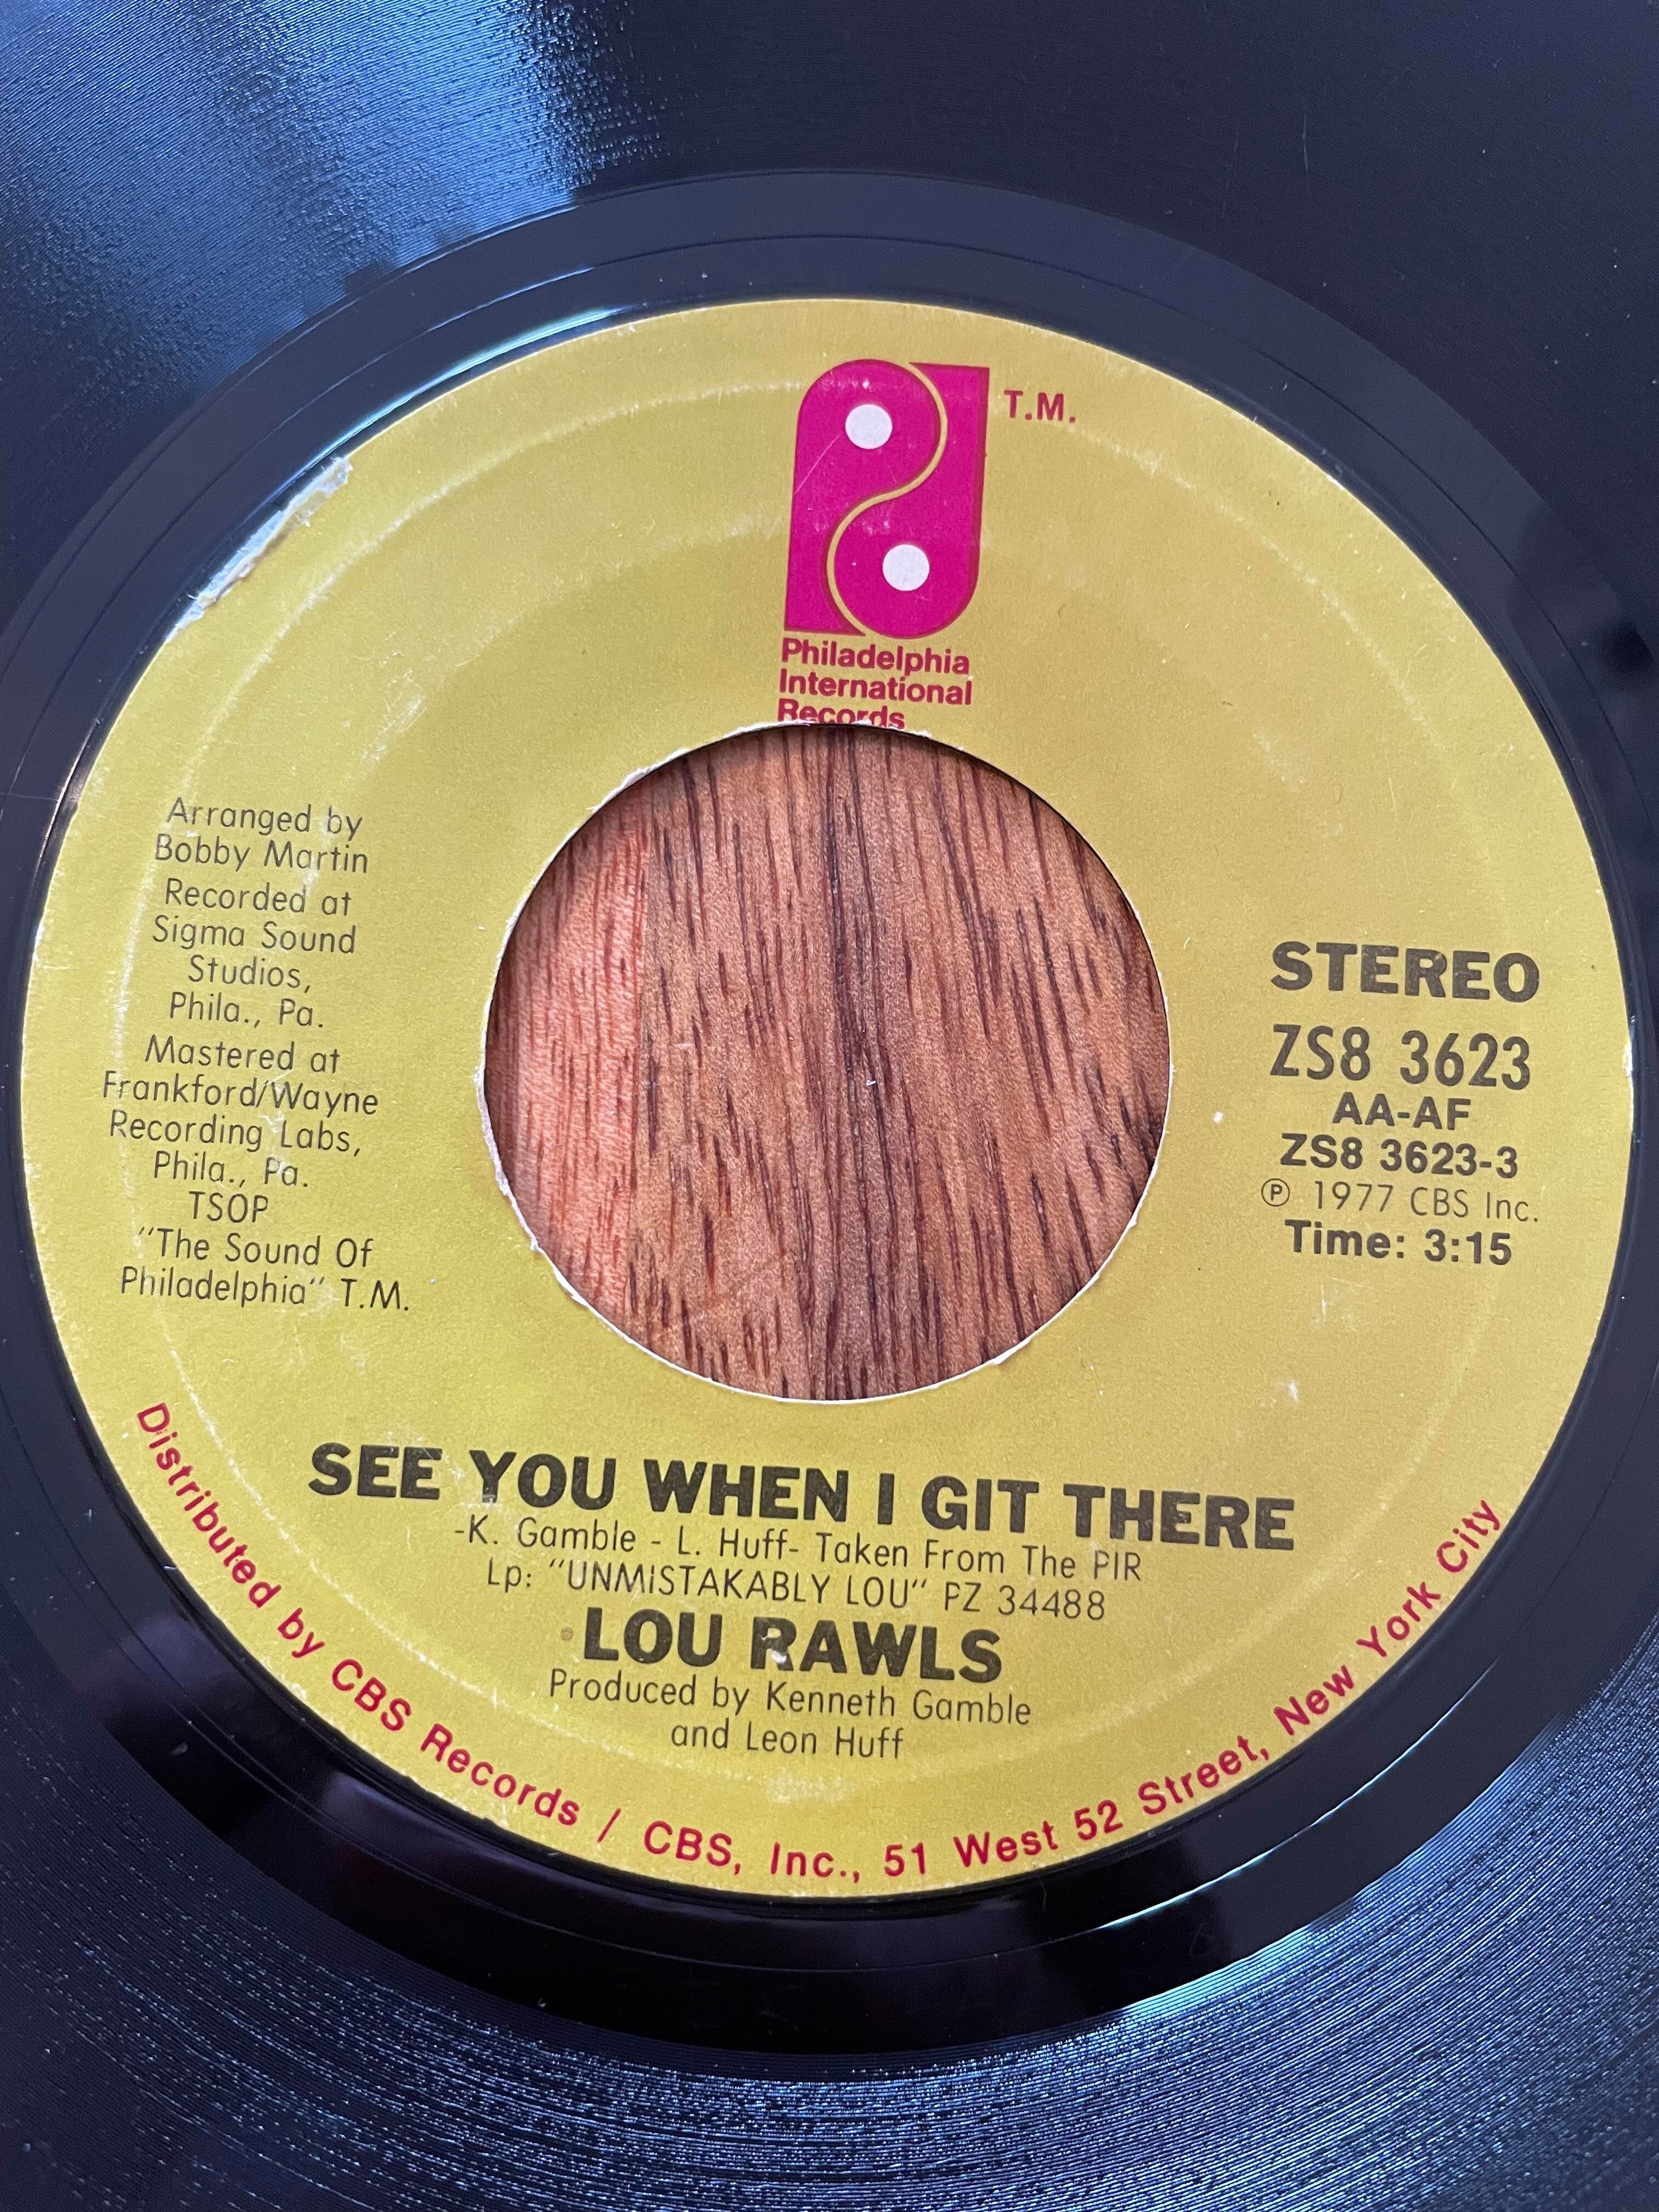 T.M.
Philadelphia
International
Records
Arranged by
Bobby Martin
Recorded at
Sigma Sound
Studios,
Phila., Pa.
Mastered at
Frankford/Wayne
Recording Labs,
Phila., Pa.
TSOP
"The Sound Of
Philadelphia" T.M.
STEREO
ZS8 3623
AA-AF
ZS8 3623-3
Ⓟ 1977 CBS Inc.
Time: 3:15
SEE YOU WHEN I GIT THERE
-K. Gamble - L. Huff- Taken From The PIR
Lp: "UNMISTAKABLY LOU" PZ 34488
LOU RAWLS
Produced by Kenneth Gamble
and Leon Huff
Distributed by CBS Records / CBS, Inc., 51 West 52 Street, New York City